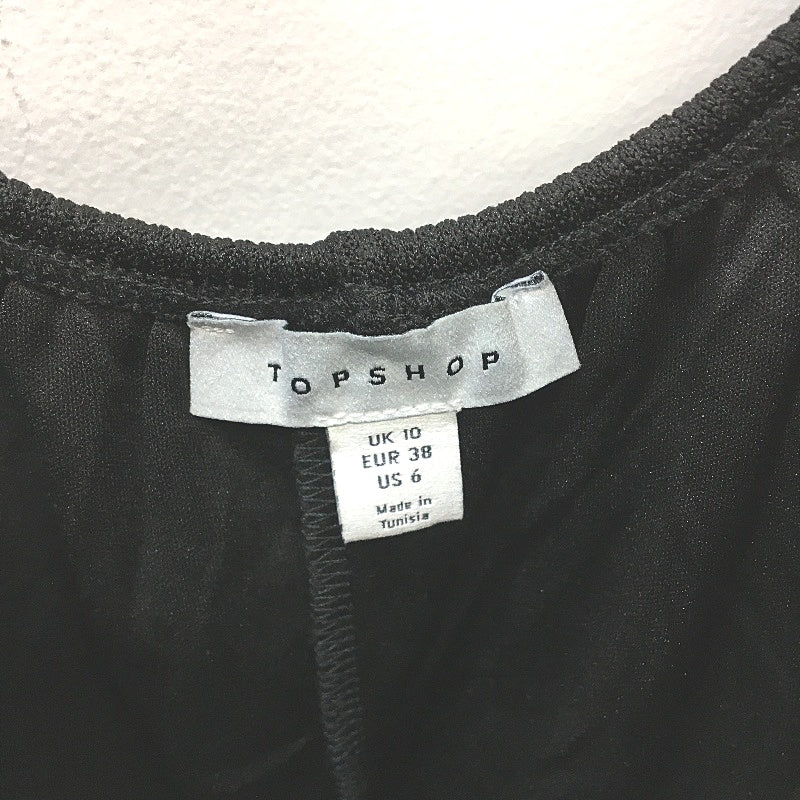 TOPSHOP
UK 10
EUR 38
US 6
Made in
Tunisia